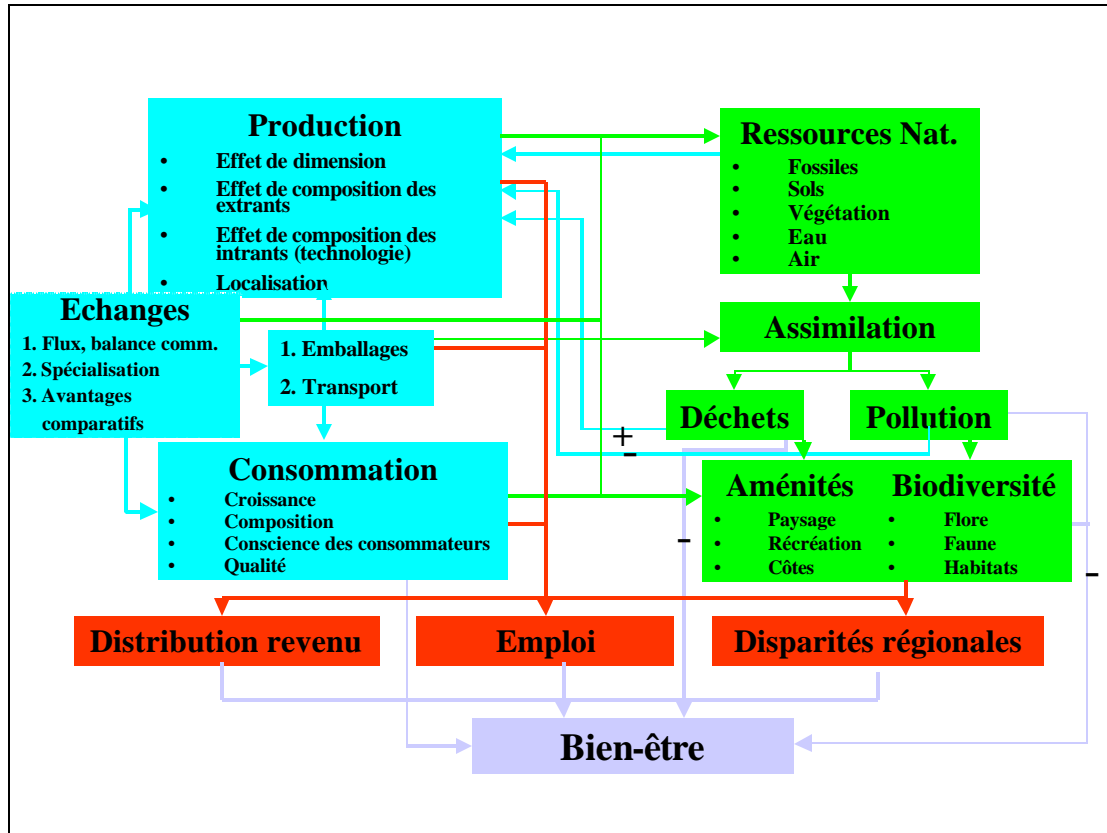 Production
• Effet de dimension
• Effet de composition des
extrants
• Effet de composition des
intrants (technologie)
• Localisation
Echanges
1. Flux, balance comm.
2. Spécialisation
3. Avantages
comparatifs
1. Emballages
2. Transport
Consommation
• Croissance
• Composition
• Conscience des consommateurs
• Qualité
Ressources Nat.
• Fossiles
• Sols
• Végétation
• Eau
• Air
Assimilation
Déchets
Pollution
+
-
Aménités
• Paysage
• Récréation
• Côtes
Biodiversité
• Flore
• Faune
• Habitats
-
-
Distribution revenu
Emploi
Disparités régionales
Bien-être